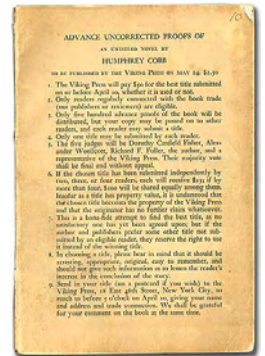 10
ADVANCE UNCORRECTED PROOFS OF
AN UNTITLED NOVEL BY
HUMPHREY COBB
TO BE PUBLISHED BY THE VIKING PRESS ON MAY 24. $2.50
1. The Viking Press will pay $50 for the best title submitted
on or before April 20, whether it is used or not.
2. Only readers regularly connected with the book trade
(not publishers or reviewers) are eligible.
3. Only five hundred advance proofs of the book will be
distributed, but your copy may be passed on to other
readers, and each reader may submit a title.
4. Only one title may be submitted by each reader.
5. The five judges will be Dorothy Canfield Fisher, Alex-
ander Woollcott, Richard F. Fuller, the author, and a
representative of the Viking Press. Their majority vote
shall be final and without appeal.
6. If the chosen title has been submitted independently by
two, three, or four readers, each will receive $25; if by
more than four, $100 will be shared equally among them.
Insofar as a title has property value, it is understood that
the chosen title becomes the property of the Viking Press
and that the originator has no further claim whatsoever.
7. This is a bona-fide attempt to find the best title, as no
satisfactory one has yet been agreed upon; but if the
author and publishers prefer some other title not sub-
mitted by an eligible reader, they reserve the right to use
it instead of the winning title.
8. In choosing a title, please bear in mind that it should be
arresting, appropriate, original, easy to remember, and
should not give such information as to lessen the reader's
interest in the conclusion of the story.
9. Send in your title (on a postcard if you wish) to the
Viking Press, 18 East 48th Street, New York City, to
reach us before 5 o'clock on April 20, giving your name
and address and trade connection. We shall be grateful
for your comment on the book at the same time.